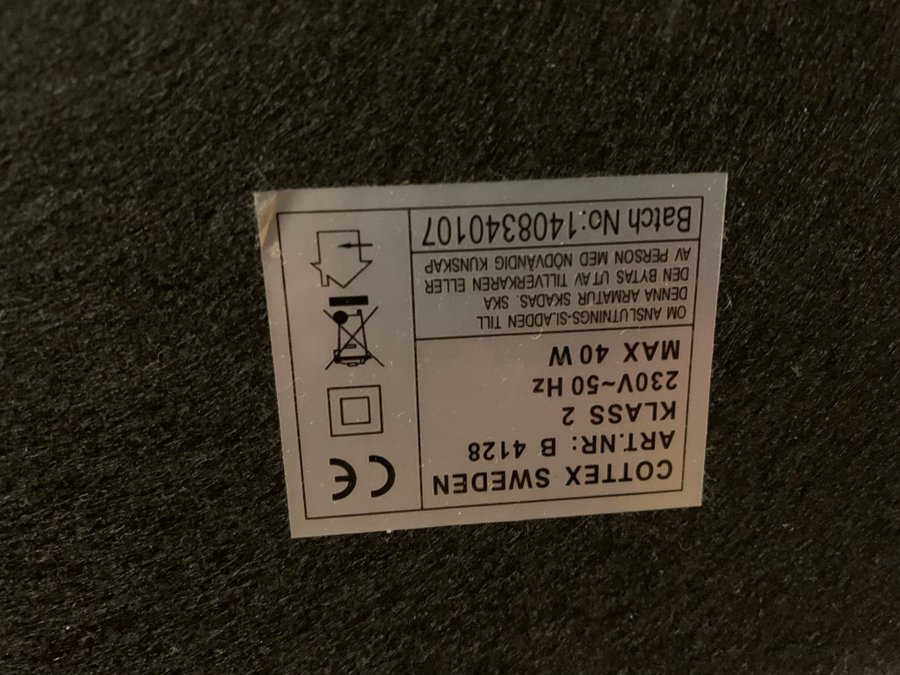 COTTEX SWEDEN
ART.NR: B 4128
KLASS 2
230V~50 Hz
MAX 40 W
OM ANSLUTNINGS-SLADDEN TILL
DENNA ARMATUR SKADAS, SKA
DEN BYTAS UT AV TILLVERKAREN ELLER
AV PERSON MED NÖDVÄNDIG KUNSKAP
Batch No:1408340107
CE